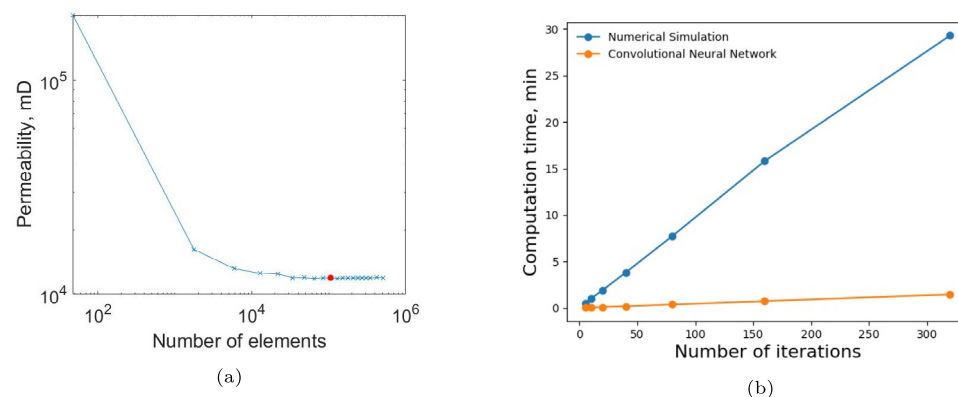 10^5
10^4
Permeability, mD
10^2
10^4
10^6
Number of elements
(a)
Numerical Simulation
Convolutional Neural Network
30
25
20
15
10
5
0
Computation time, min
0
50
100
150
200
250
300
Number of iterations
(b)